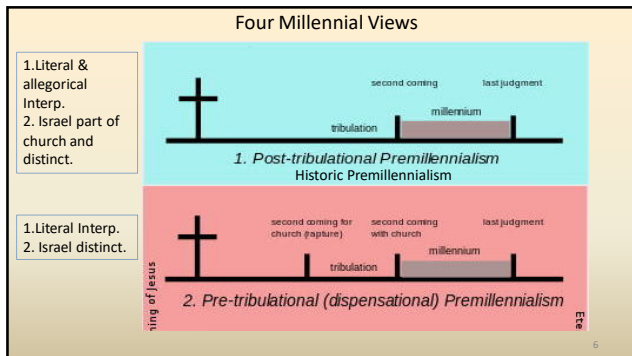 Four Millennial Views
1.Literal &
allegorical
Interp.
2. Israel part of
church and
distinct.
second coming
last judgment
millennium
tribulation
1. Post-tribulational Premillennialism
Historic Premillennialism
1.Literal Interp.
2. Israel distinct.
second coming for
church (rapture)
second coming
with church
last judgment
millennium
tribulation
2. Pre-tribulational (dispensational) Premillennialism
ning of Jesus
Ete
6